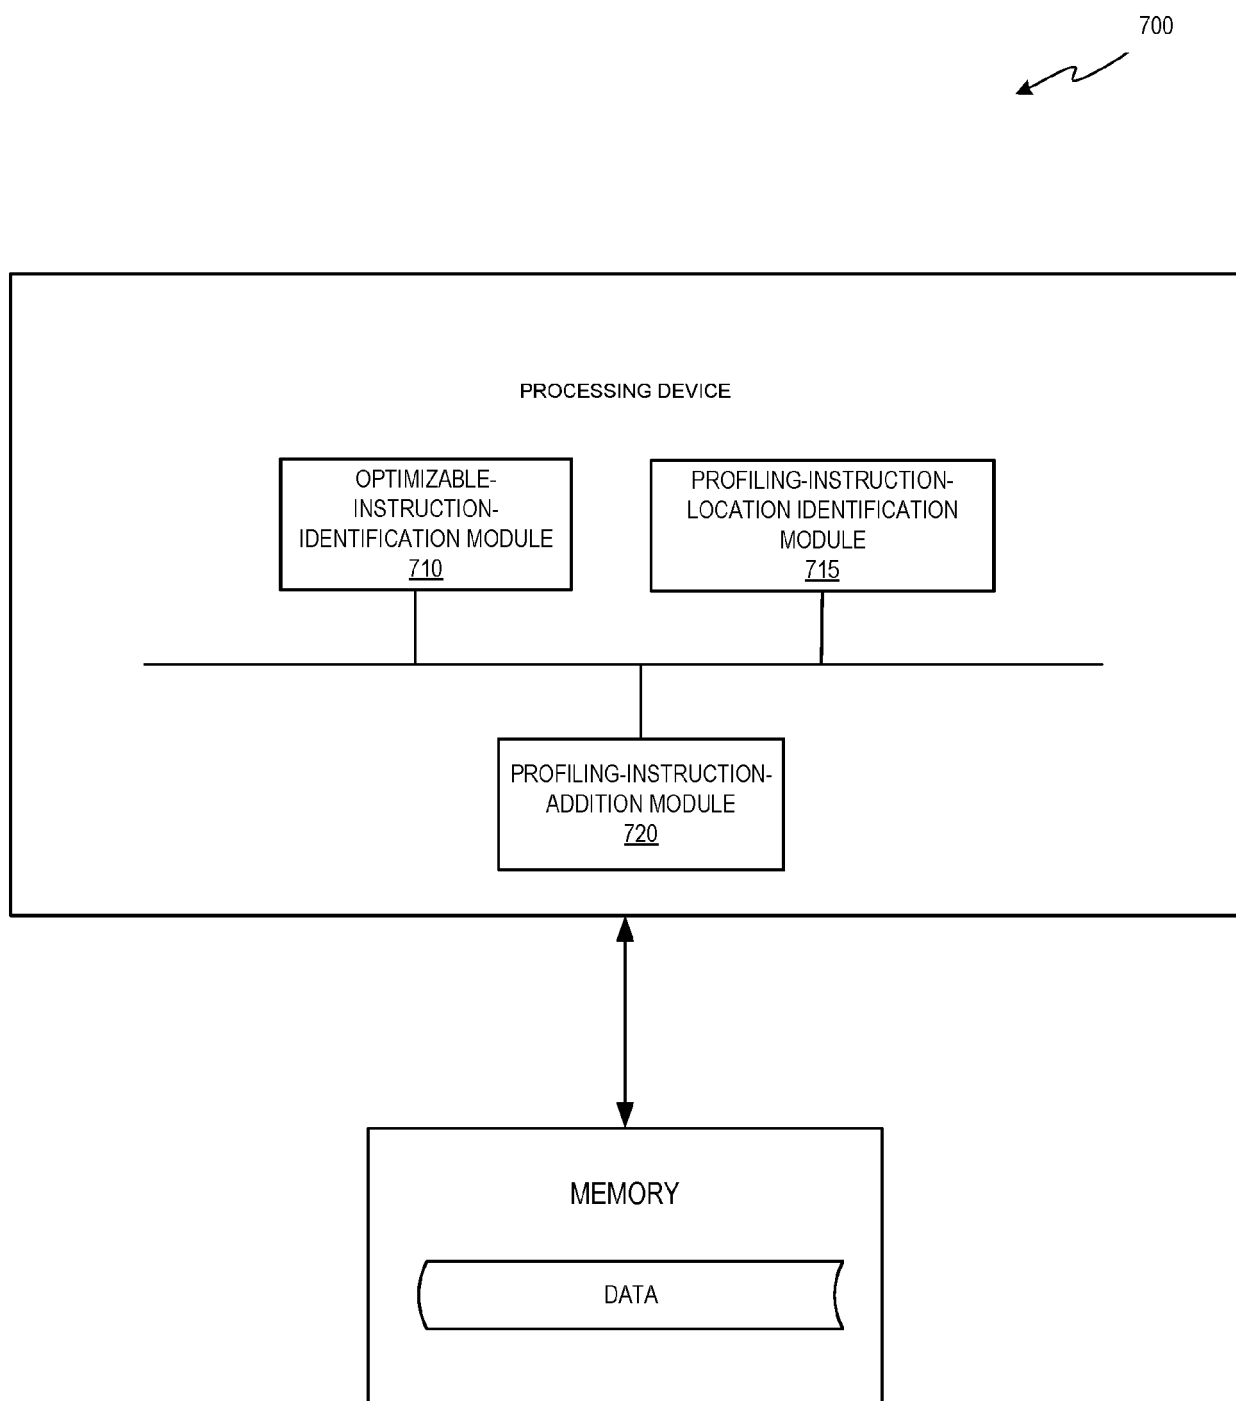 700
PROCESSING DEVICE
OPTIMIZABLE-
INSTRUCTION-
IDENTIFICATION MODULE
710
PROFILING-INSTRUCTION-
LOCATION IDENTIFICATION
MODULE
715
PROFILING-INSTRUCTION-
ADDITION MODULE
720
MEMORY
DATA